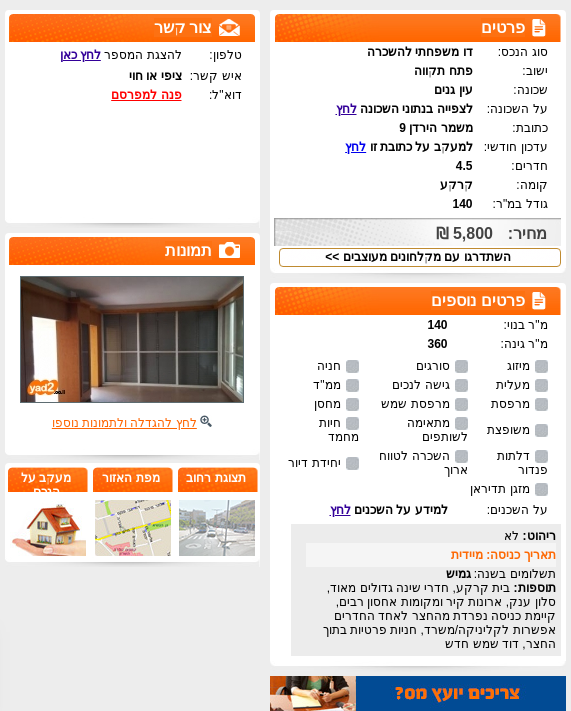 פרטים
סוג הנכס: דו משפחתי להשכרה
ישוב: פתח תקווה
שכונה: עין גנים
על השכונה: לצפייה בנתוני השכונה לחץ
כתובת: משמר הירדן 9
עדכון חודשי: למעקב על כתובת זו לחץ
חדרים: 4.5
קומה: קרקע
גודל במ"ר: 140
מחיר: 5,800 ₪
השתדרגו עם מקלחונים מעוצבים >>
פרטים נוספים
מ"ר בנוי: 140
מ"ר גינה: 360
מיזוג סורגים חניה
מעלית גישה לנכים ממ"ד
מרפסת מרפסת שמש מחסן
משופצת מתאימה לשותפים חיות מחמד
דלתות פנדור השכרה לטווח ארוך יחידת דיור
מזגן תדיראן
על השכנים: למידע על השכנים לחץ
ריהוט: לא
תאריך כניסה: מיידית
תשלומים בשנה: גמיש
תוספות: בית קרקע, חדרי שינה גדולים מאוד,
סלון ענק, ארונות קיר ומקומות אחסון רבים,
קיימת כניסה נפרדת מהחצר לאחד החדרים
אפשרות לקליניקה/משרד, חניות פרטיות בתוך
החצר, דוד שמש חדש
צריכים יועץ מס?
צור קשר
טלפון: להצגת המספר לחץ כאן
איש קשר: ציפי או חוי
דוא"ל: פנה למפרסם
תמונות
yad2
לחץ להגדלה ולתמונות נוספו
תצוגת רחוב
מפת האזור
מעקב על
הנכס